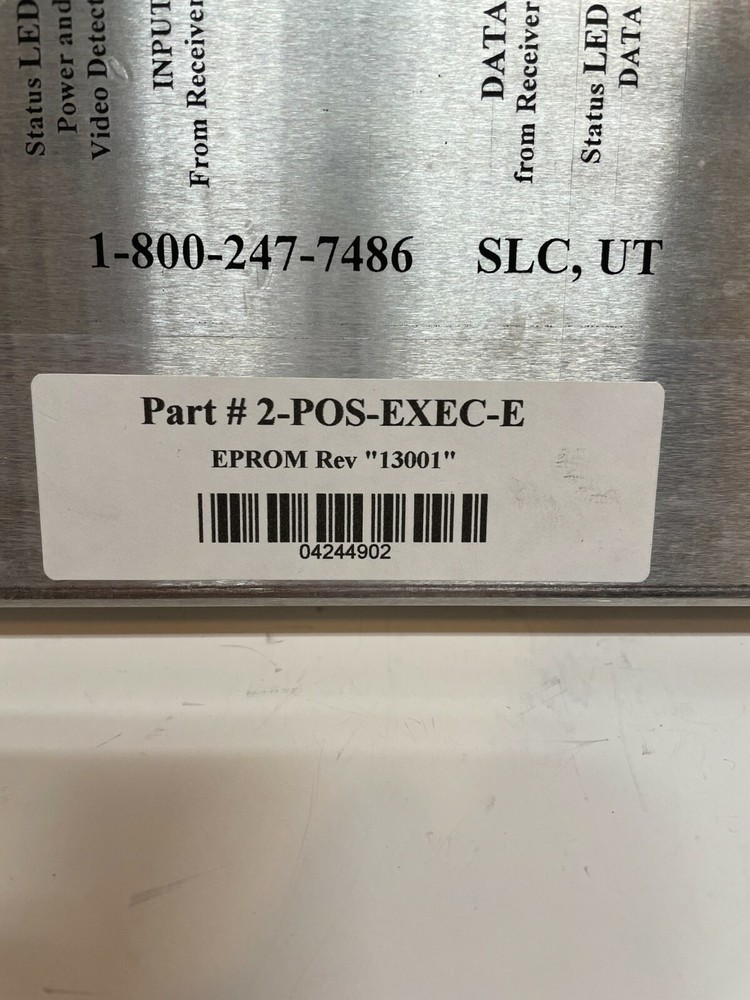 Status LED
Power and
Video Detect
INPUT
From Receiver
DATA
from Receiver
Status LED
DATA
1-800-247-7486 SLC, UT
Part # 2-POS-EXEC-E
EPROM Rev "13001"
04244902